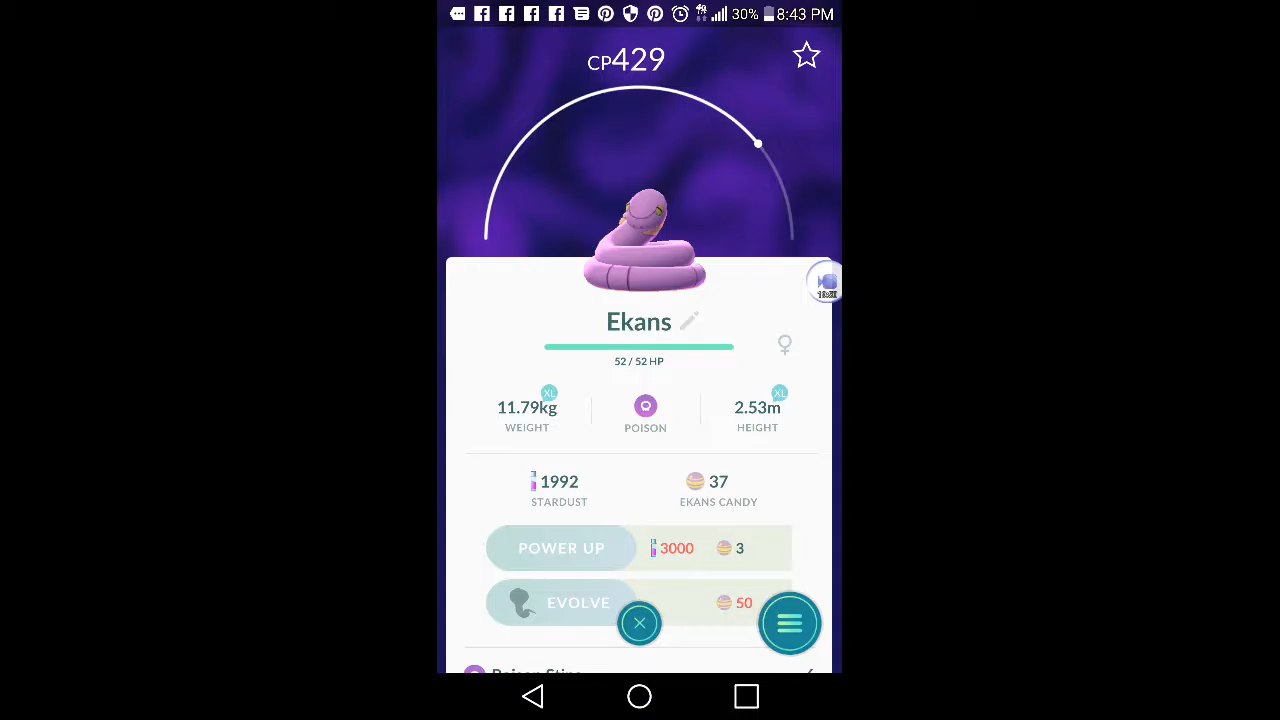 30% 8:43 PM
CP429
Ekans
52 / 52 HP
XL XL
11.79kg 2.53m
WEIGHT POISON HEIGHT
1992 37
STARDUST EKANS CANDY
POWER UP 3000 3
EVOLVE 50